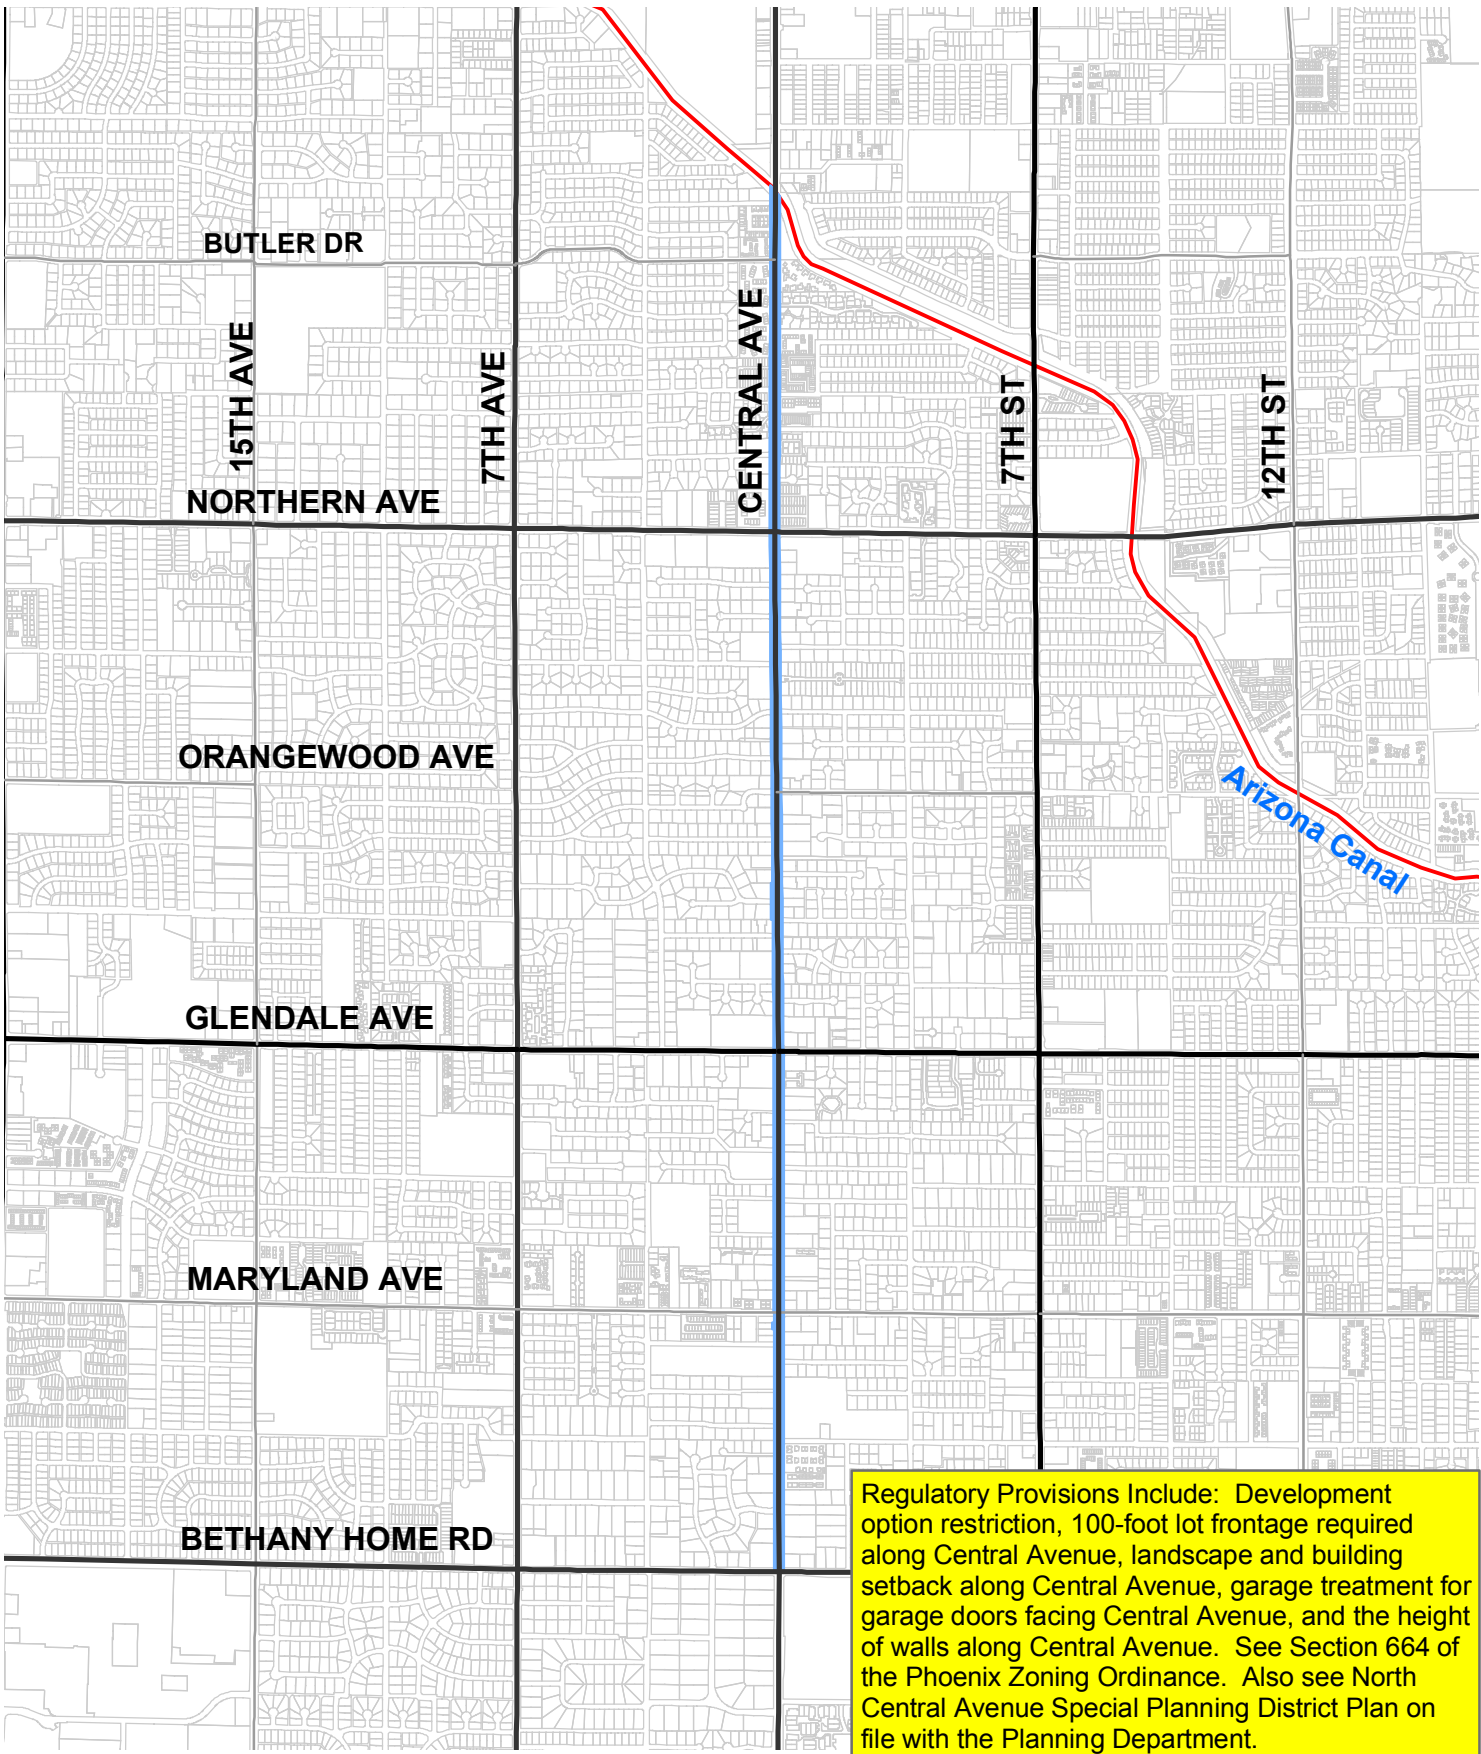 BUTLER DR
15TH AVE
7TH AVE
CENTRAL AVE
7TH ST
12TH ST
NORTHERN AVE
ORANGEWOOD AVE
Arizona Canal
GLENDALE AVE
MARYLAND AVE
BETHANY HOME RD
Regulatory Provisions Include:  Development
option restriction, 100-foot lot frontage required
along Central Avenue, landscape and building
setback along Central Avenue, garage treatment for
garage doors facing Central Avenue, and the height
of walls along Central Avenue.  See Section 664 of
the Phoenix Zoning Ordinance.  Also see North
Central Avenue Special Planning District Plan on
file with the Planning Department.